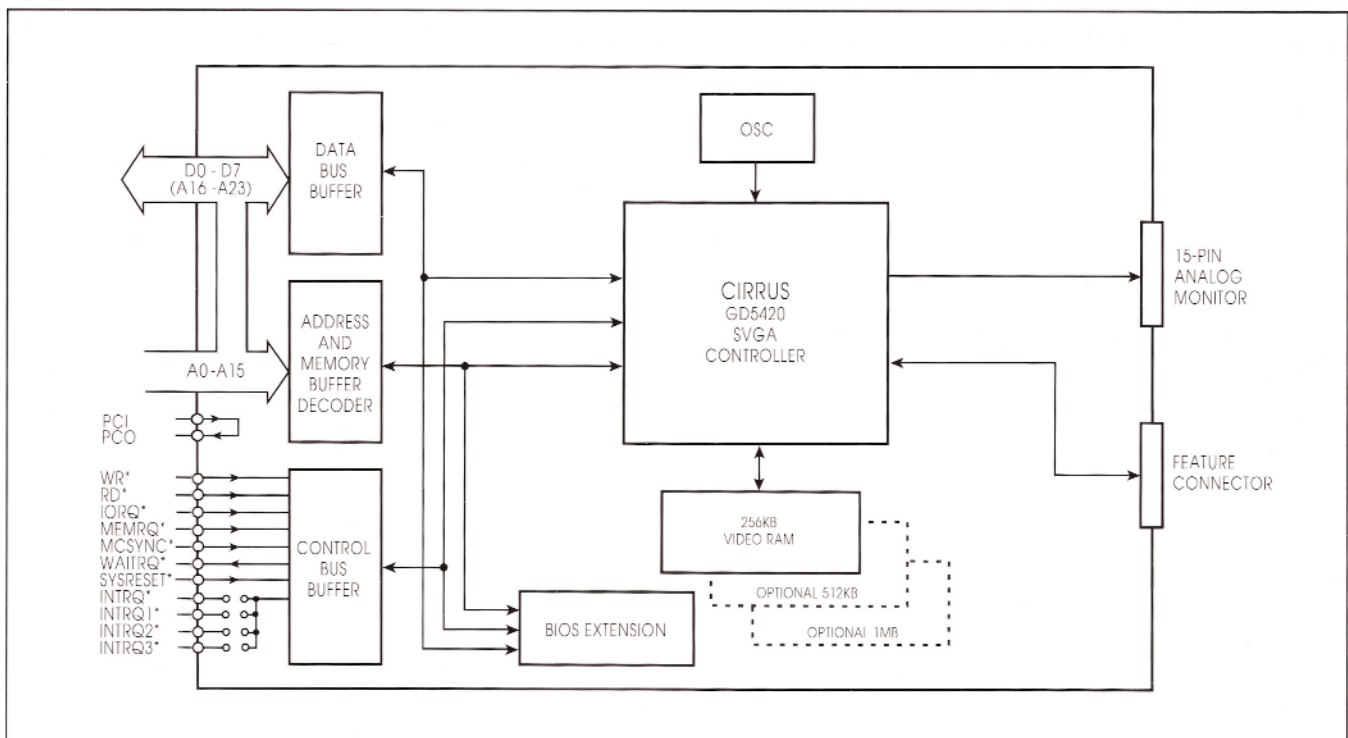 D0 - D7
(A16 -A23)
A0-A15
PCI
PCO
WR*
RD*
IORQ*
MEMRQ*
MCSYNC*
WAITRQ*
SYSRESET*
INTRQ*
INTRQ1*
INTRQ2*
INTRQ3*
DATA
BUS
BUFFER
ADDRESS
AND
MEMORY
BUFFER
DECODER
CONTROL
BUS
BUFFER
OSC
CIRRUS
GD5420
SVGA
CONTROLLER
256KB
VIDEO RAM
OPTIONAL 512KB
OPTIONAL 1MB
BIOS EXTENSION
15-PIN
ANALOG
MONITOR
FEATURE
CONNECTOR